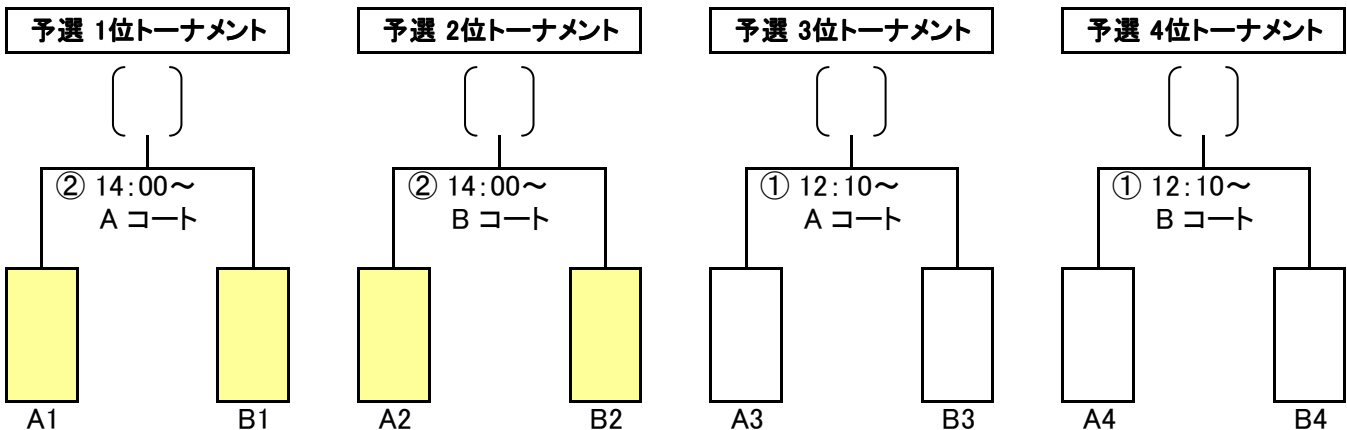 予選 1位トーナメント
予選 2位トーナメント
予選 3位トーナメント
予選 4位トーナメント
② 14:00～
A コート
② 14:00～
B コート
① 12:10～
A コート
① 12:10～
B コート
A1
B1
A2
B2
A3
B3
A4
B4